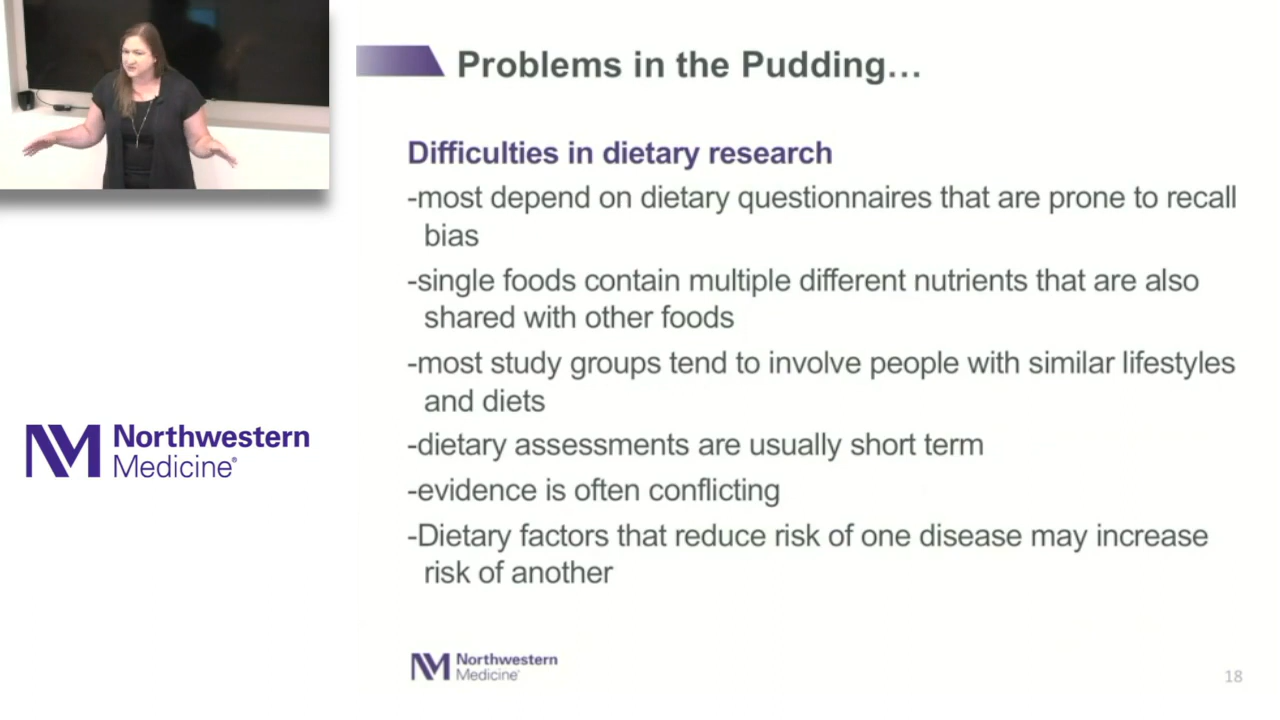 Problems in the Pudding…
Difficulties in dietary research
-most depend on dietary questionnaires that are prone to recall
bias
-single foods contain multiple different nutrients that are also
shared with other foods
-most study groups tend to involve people with similar lifestyles
and diets
-dietary assessments are usually short term
-evidence is often conflicting
-Dietary factors that reduce risk of one disease may increase
risk of another
Northwestern
Medicine®
Northwestern
Medicine®
18